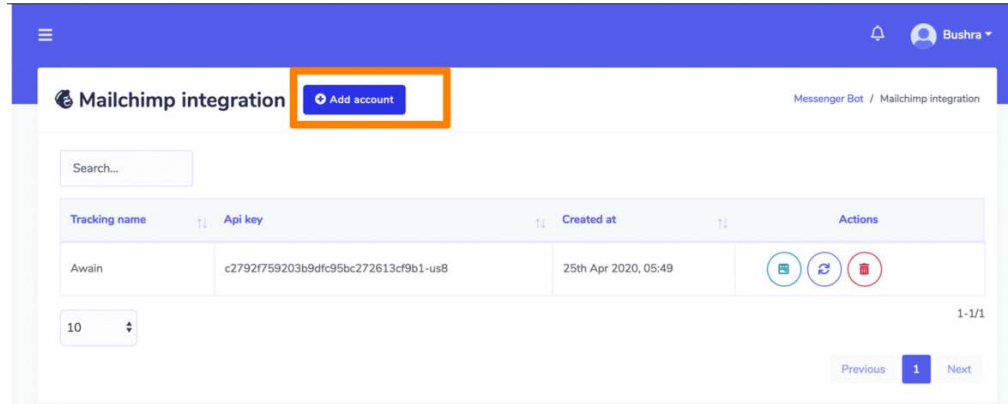 Bushra
Mailchimp integration
Add account
Messenger Bot / Mailchimp integration
Search...
Tracking name Api key Created at Actions
Awain c2792f759203b9dfc95bc272613cf9b1-us8 25th Apr 2020, 05:49
10 1-1/1
Previous 1 Next